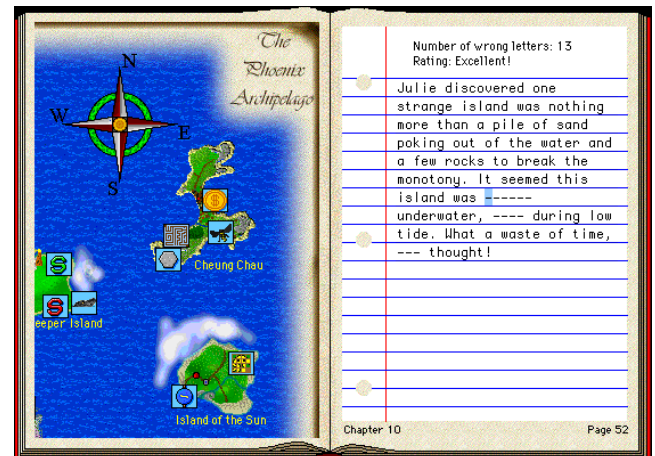 The
Phoenix
Archipelago
N
W
E
S
Cheung Chau
eeper Island
Island of the Sun
Number of wrong letters: 13
Rating: Excellent!
Julie discovered one
strange island was nothing
more than a pile of sand
poking out of the water and
a few rocks to break the
monotony. It seemed this
island was ------
underwater, ---- during low
tide. What a waste of time,
--- thought!
Chapter 10
Page 52